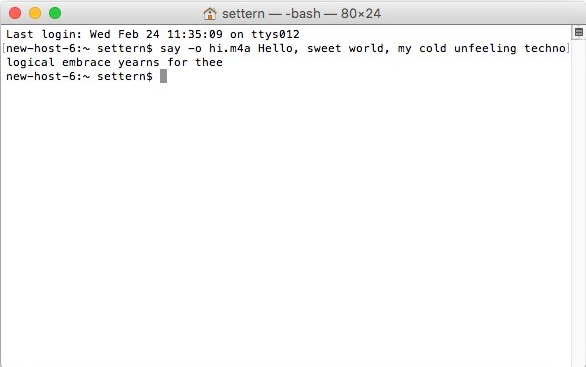 settern — -bash — 80×24
Last login: Wed Feb 24 11:35:09 on ttys012
[new-host-6:~ settern$ say -o hi.m4a Hello, sweet world, my cold unfeeling techno]
logical embrace yearns for thee
new-host-6:~ settern$